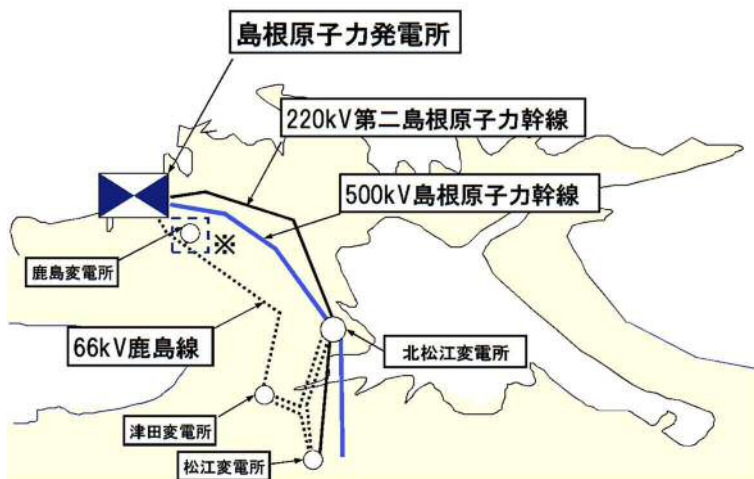 島根原子力発電所
220kV第二島根原子力幹線
500kV島根原子力幹線
※
鹿島変電所
66kV鹿島線
北松江変電所
津田変電所
松江変電所